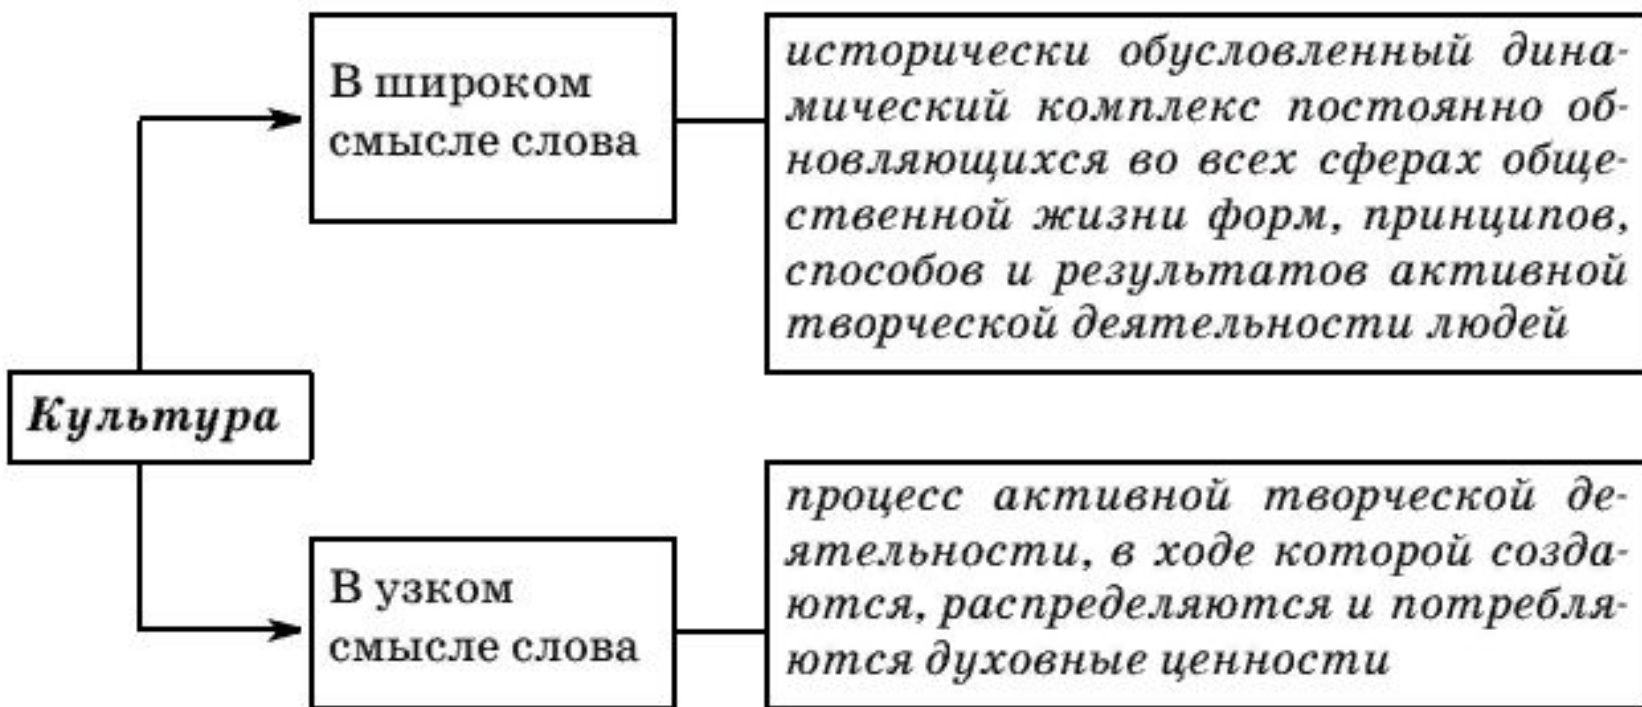 В широком
смысле слова
исторически обусловленный дина-
мический комплекс постоянно об-
новляющихся во всех сферах обще-
ственной жизни форм, принципов,
способов и результатов активной
творческой деятельности людей
Культура
В узком
смысле слова
процесс активной творческой де-
ятельности, в ходе которой созда-
ются, распределяются и потребля-
ются духовные ценности